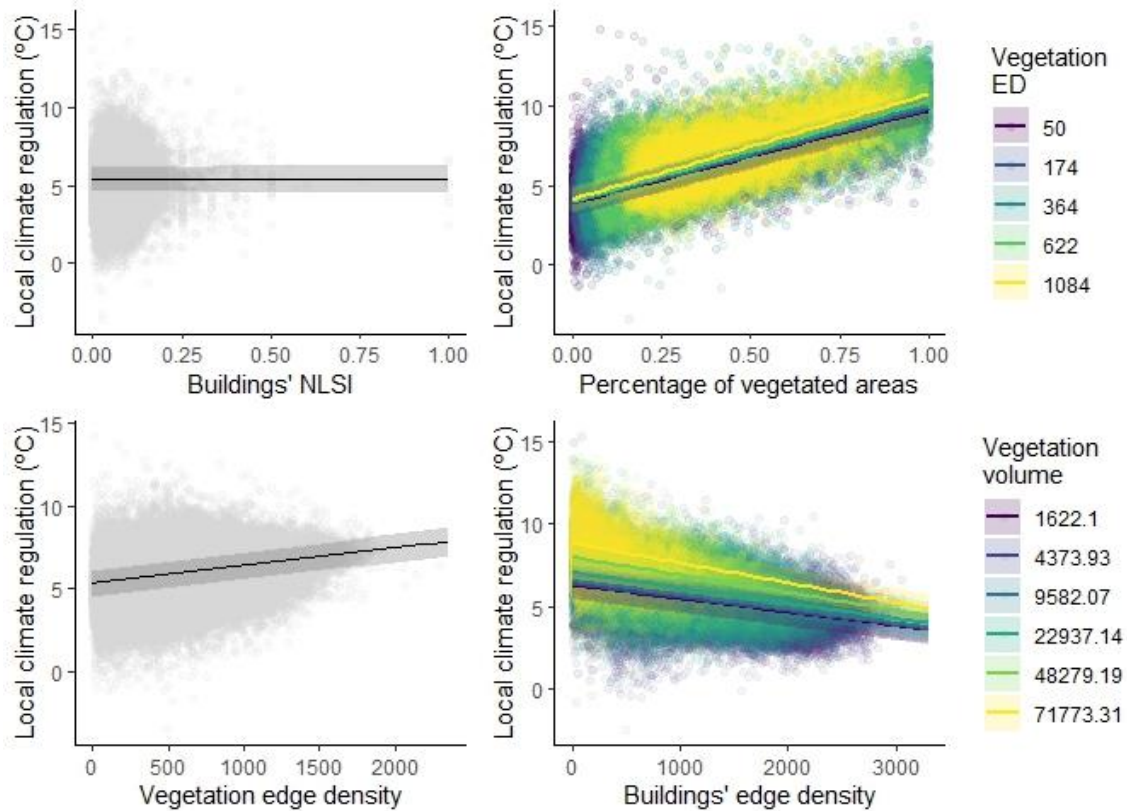 Local climate regulation (ºC)
15
10
5
0
0.00 0.25 0.50 0.75 1.00
Buildings' NLSI
Local climate regulation (ºC)
15
10
5
0
0.00 0.25 0.50 0.75 1.00
Percentage of vegetated areas
Vegetation
ED
50
174
364
622
1084
Local climate regulation (ºC)
15
10
5
0
0 500 1000 1500 2000
Vegetation edge density
Local climate regulation (ºC)
15
10
5
0
0 1000 2000 3000
Buildings' edge density
Vegetation
volume
1622.1
4373.93
9582.07
22937.14
48279.19
71773.31